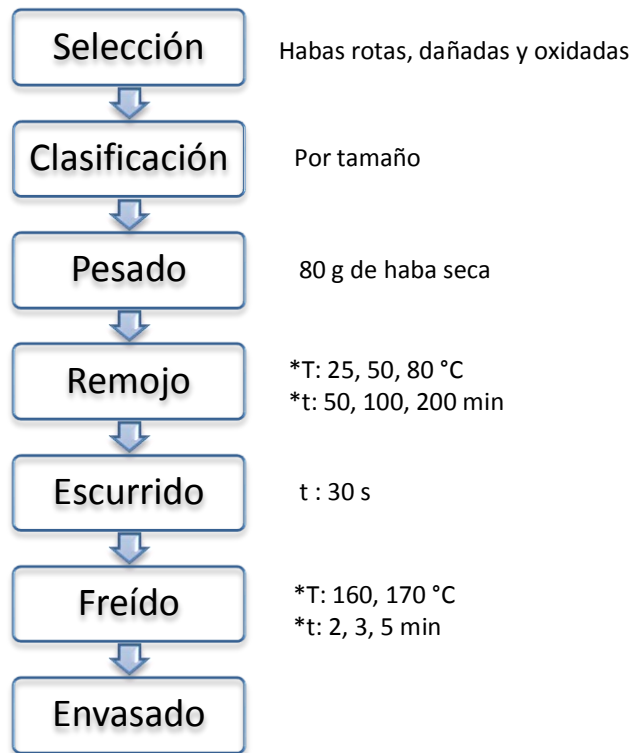 Selección
Habas rotas, dañadas y oxidadas
Clasificación
Por tamaño
Pesado
80 g de haba seca
Remojo
*T: 25, 50, 80 °C
*t: 50, 100, 200 min
Escurrido
t : 30 s
Freído
*T: 160, 170 °C
*t: 2, 3, 5 min
Envasado